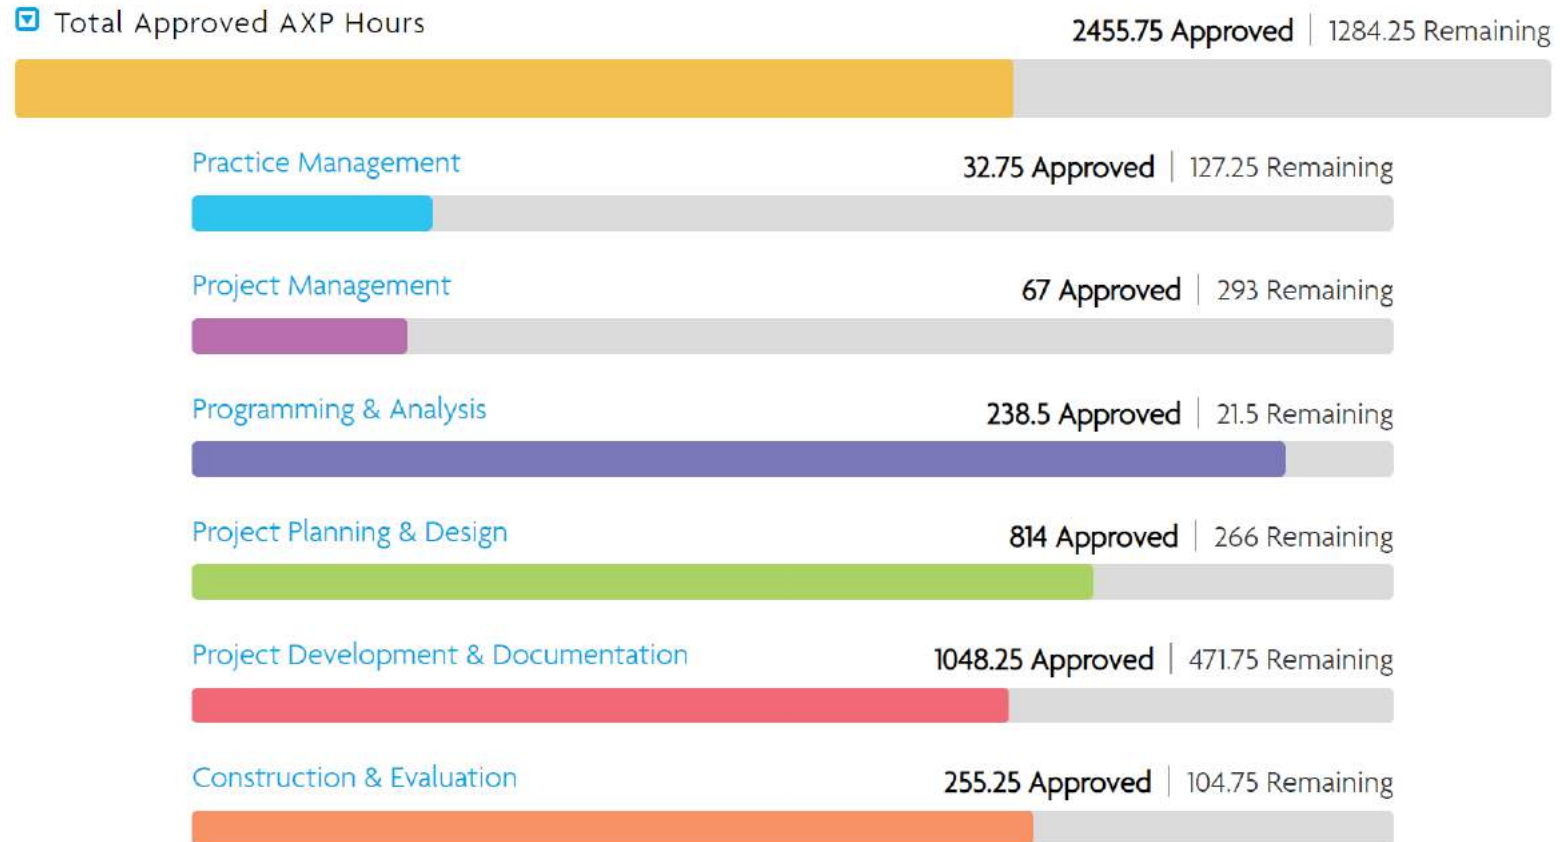 Total Approved AXP Hours
2455.75 Approved | 1284.25 Remaining
Practice Management
32.75 Approved | 127.25 Remaining
Project Management
67 Approved | 293 Remaining
Programming & Analysis
238.5 Approved | 21.5 Remaining
Project Planning & Design
814 Approved | 266 Remaining
Project Development & Documentation
1048.25 Approved | 471.75 Remaining
Construction & Evaluation
255.25 Approved | 104.75 Remaining